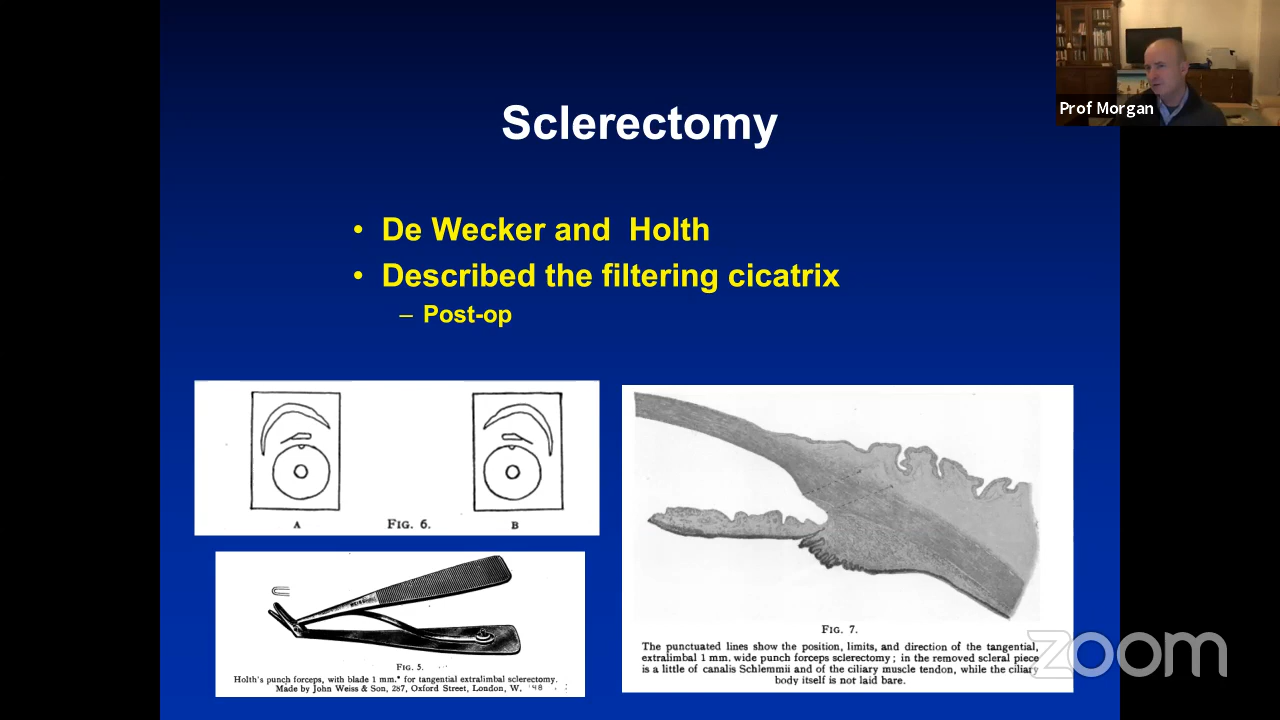 Prof Morgan
Sclerectomy
• De Wecker and Holth
• Described the filtering cicatrix
– Post-op
A
FIG. 6.
B
FIG. 5.
Holth's punch forceps, with blade 1 mm.* for tangential extralimbal sclerectomy.
Made by John Weiss & Son, 287, Oxford Street, London, W. '48
FIG. 7.
The punctuated lines show the position, limits, and direction of the tangential,
extralimbal 1 mm. wide punch forceps sclerectomy; in the removed scleral piece
is a little of canalis Schlemmii and of the ciliary muscle tendon, while the ciliary
body itself is not laid bare.
zoom